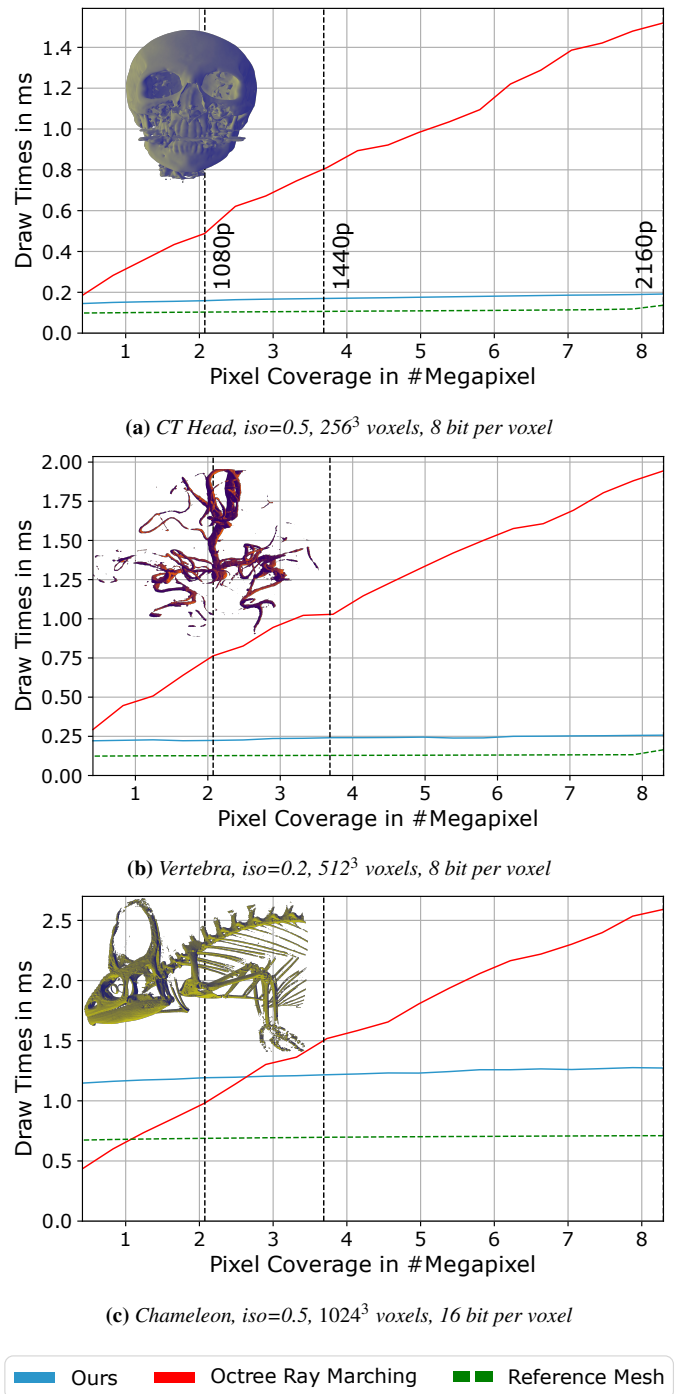 1.4
1.2
1.0
0.8
0.6
0.4
0.2
0.0
Draw Times in ms
1080p
1440p
2160p
1 2 3 4 5 6 7 8
Pixel Coverage in #Megapixel
(a) CT Head, iso=0.5, 256³ voxels, 8 bit per voxel
2.00
1.75
1.50
1.25
1.00
0.75
0.50
0.25
0.00
Draw Times in ms
1 2 3 4 5 6 7 8
Pixel Coverage in #Megapixel
(b) Vertebra, iso=0.2, 512³ voxels, 8 bit per voxel
2.5
2.0
1.5
1.0
0.5
0.0
Draw Times in ms
1 2 3 4 5 6 7 8
Pixel Coverage in #Megapixel
(c) Chameleon, iso=0.5, 1024³ voxels, 16 bit per voxel
Ours Octree Ray Marching Reference Mesh